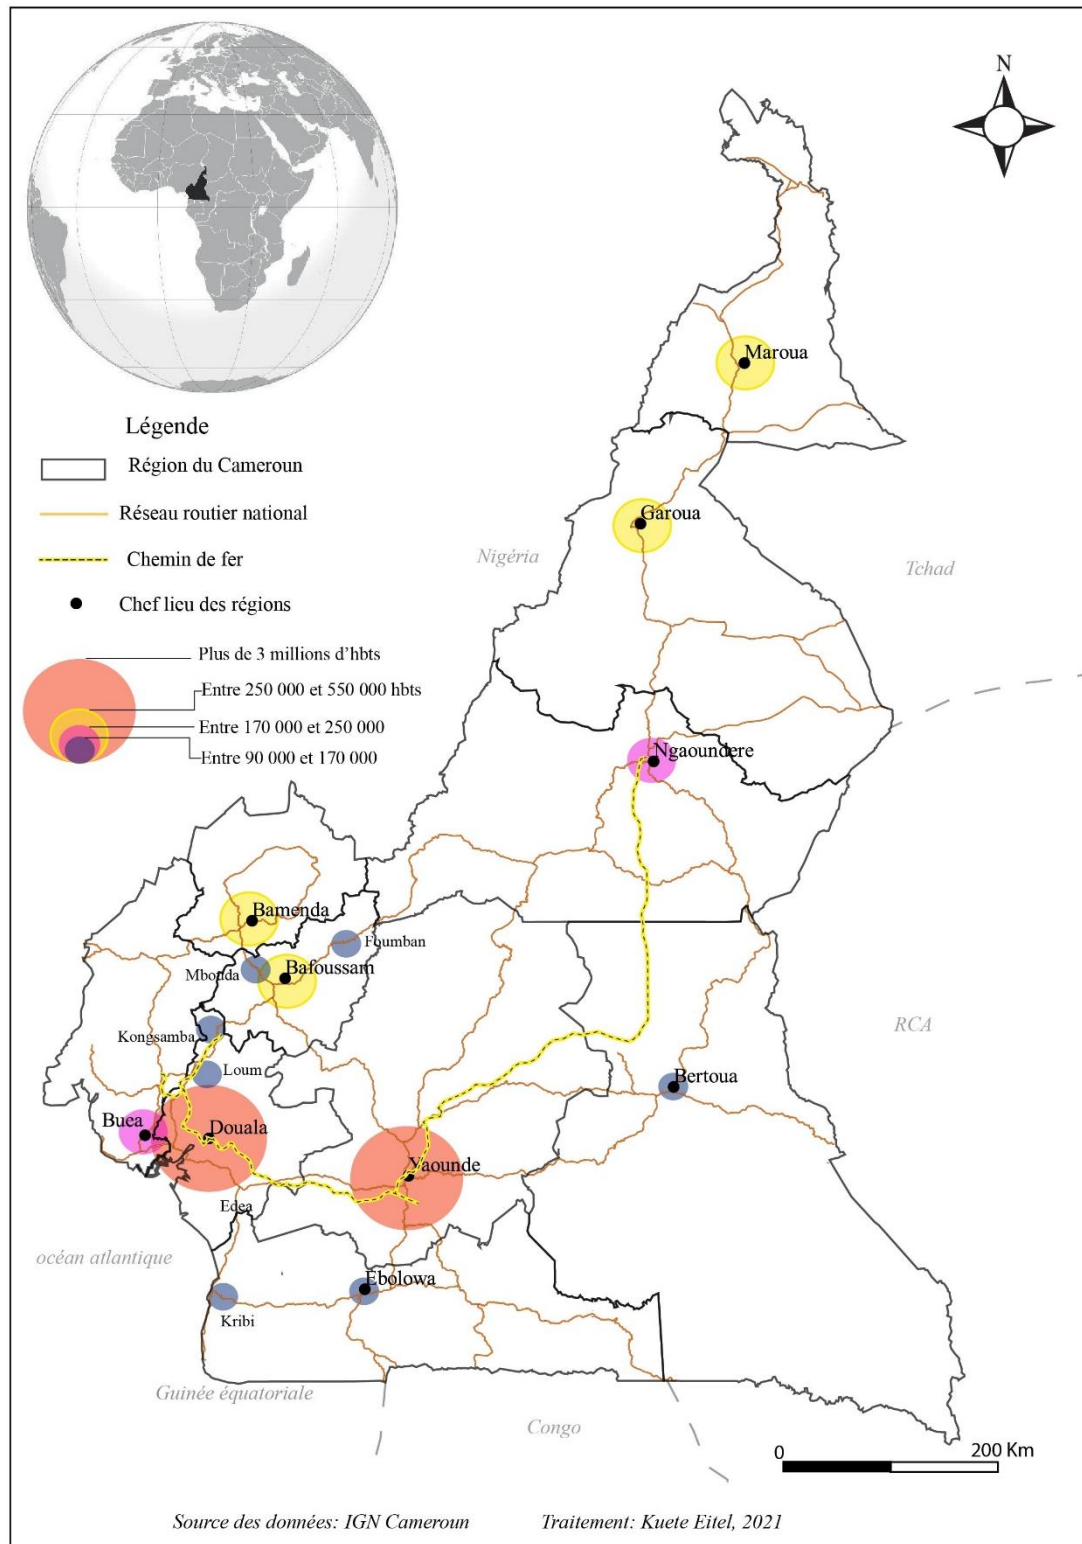 N
Maroua
Légende
Région du Cameroun
Réseau routier national
Garoua
Nigéria
Tchad
Chemin de fer
Chef lieu des régions
Plus de 3 millions d'hbts
Entre 250 000 et 550 000 hbts
Entre 170 000 et 250 000
Entre 90 000 et 170 000
Ngaoundere
Bamenda
Foumban
Mbouda
Bafoussam
Kongsamba
RCA
Loum
Bertoua
Buea
Douala
Yaounde
Edea
océan atlantique
Ebolowa
Kribi
Guinée équatoriale
Congo
0
200 Km
Source des données: IGN Cameroun
Traitement: Kuete Eitel, 2021